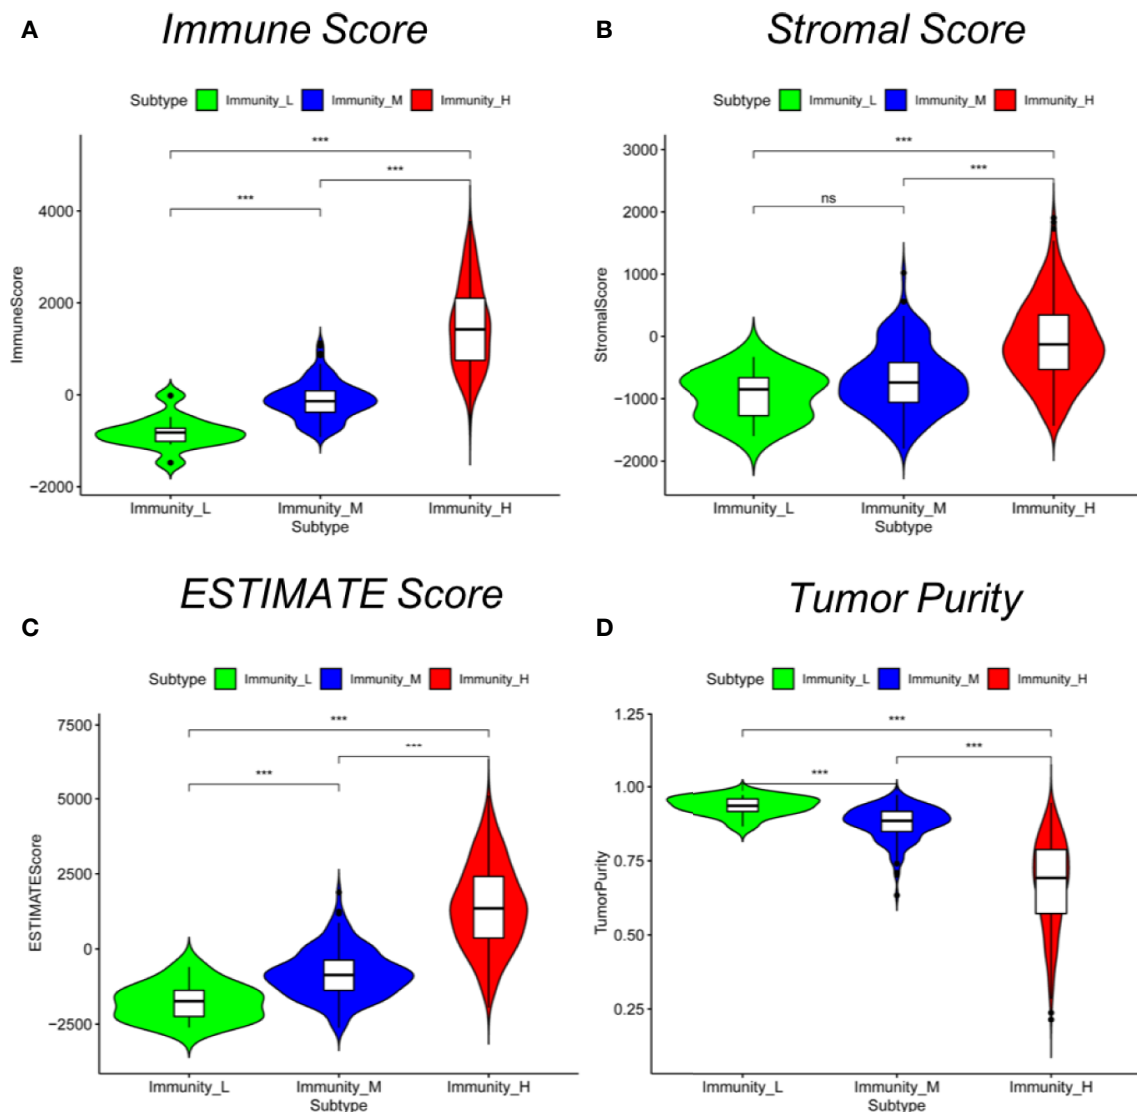 A Immune Score
Subtype Immunity_L Immunity_M Immunity_H
***
***
***
4000
2000
0
−2000
ImmuneScore
Immunity_L Immunity_M Immunity_H
Subtype
B Stromal Score
Subtype Immunity_L Immunity_M Immunity_H
3000
***
***
ns
2000
1000
0
−1000
−2000
StromalScore
Immunity_L Immunity_M Immunity_H
Subtype
C ESTIMATE Score
Subtype Immunity_L Immunity_M Immunity_H
7500
***
***
***
5000
2500
0
−2500
ESTIMATEScore
Immunity_L Immunity_M Immunity_H
Subtype
D Tumor Purity
Subtype Immunity_L Immunity_M Immunity_H
1.25
***
***
***
1.00
0.75
0.50
0.25
TumorPurity
Immunity_L Immunity_M Immunity_H
Subtype